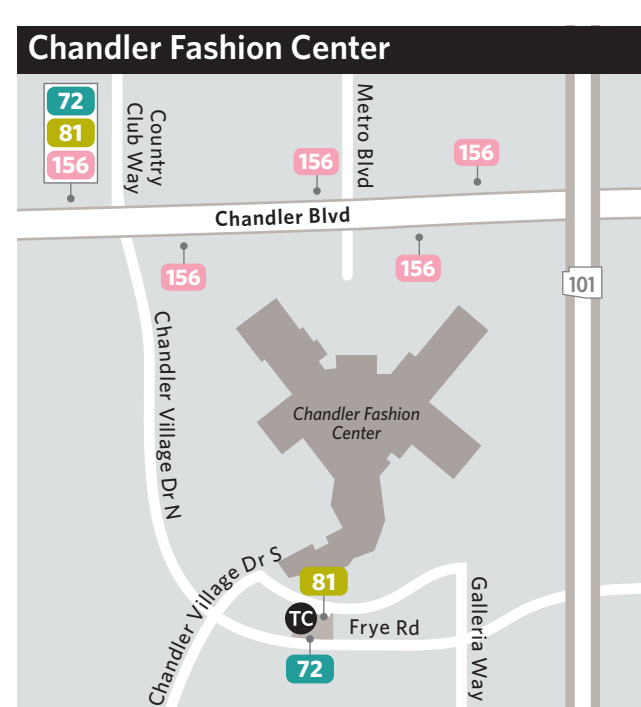 Chandler Fashion Center
72
81
156
Country
Club Way
Metro Blvd
156
156
Chandler Blvd
156
156
101
Chandler Village Dr N
Chandler Fashion
Center
Chandler Village Dr S
81
TC
Frye Rd
72
Galleria Way